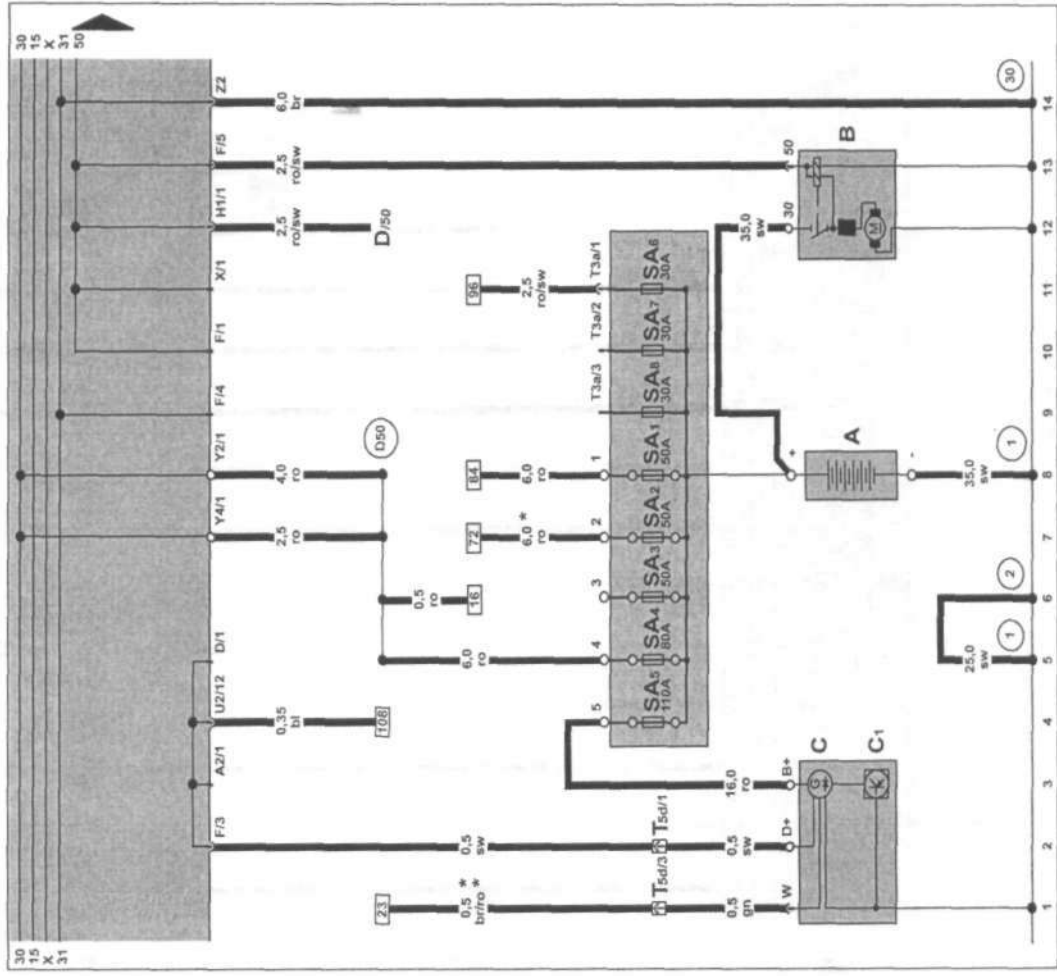 30 30
15 15
X X
31 31
50
F/3 A2/1 U2/12 D/1 Y4/1 Y2/1 F/4 F/1 X/1 H1/1 F/5 Z2
0,35 2,5 4,0 2,5 2,5 6,0
bl ro ro ro/sw ro/sw br
23 108 D50 D/50
0,5
ro
16 72 84 96
0,5 0,5 6,0 6,0* 6,0 2,5
br/ro* * sw ro ro ro ro/sw
5 4 3 2 1 T3a/3 T3a/2 T3a/1
T5d/3 T5d/1 SA5 SA4 SA3 SA2 SA1 SA8 SA7 SA6
110A 80A 50A 50A 50A 30A 30A 30A
0,5 0,5 16,0 35,0
gn sw ro sw
W D+ B+ + 30 50
G C A M B
K C1 -
25,0 35,0
sw sw
1 2 1 30
1 2 3 4 5 6 7 8 9 10 11 12 13 14